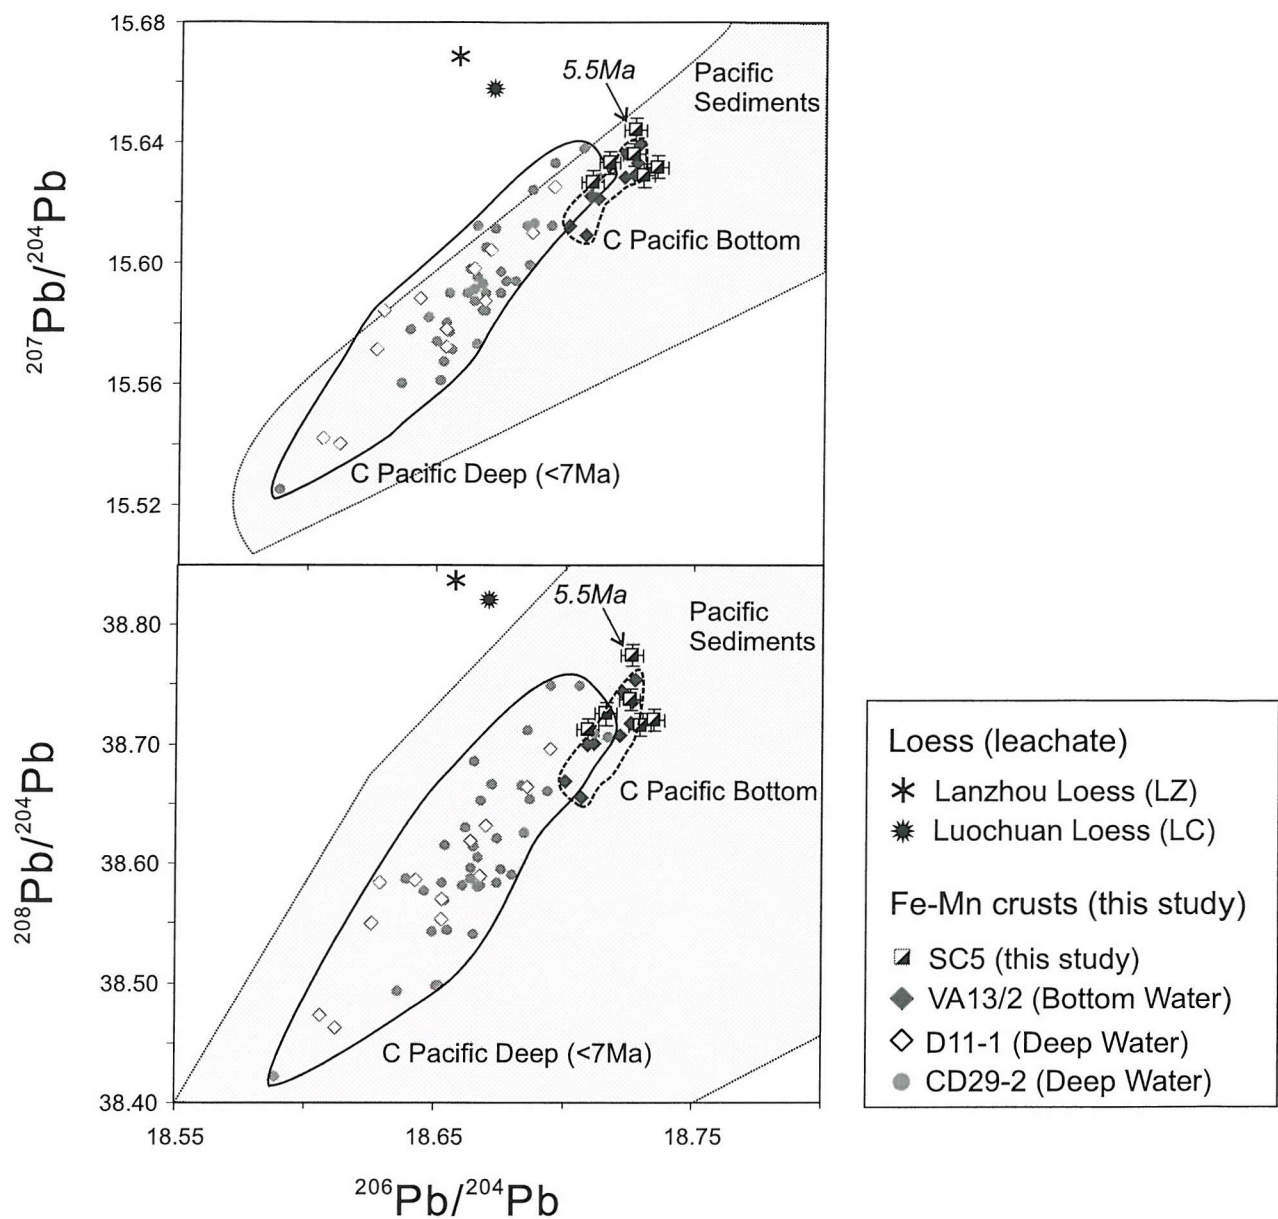 15.68
15.64
15.60
15.56
15.52
207Pb/204Pb
5.5Ma
Pacific
Sediments
C Pacific Bottom
C Pacific Deep (<7Ma)
38.80
38.70
38.60
38.50
38.40
208Pb/204Pb
5.5Ma
Pacific
Sediments
C Pacific Bottom
C Pacific Deep (<7Ma)
18.55
18.65
18.75
206Pb/204Pb
Loess (leachate)
Lanzhou Loess (LZ)
Luochuan Loess (LC)
Fe-Mn crusts (this study)
SC5 (this study)
VA13/2 (Bottom Water)
D11-1 (Deep Water)
CD29-2 (Deep Water)